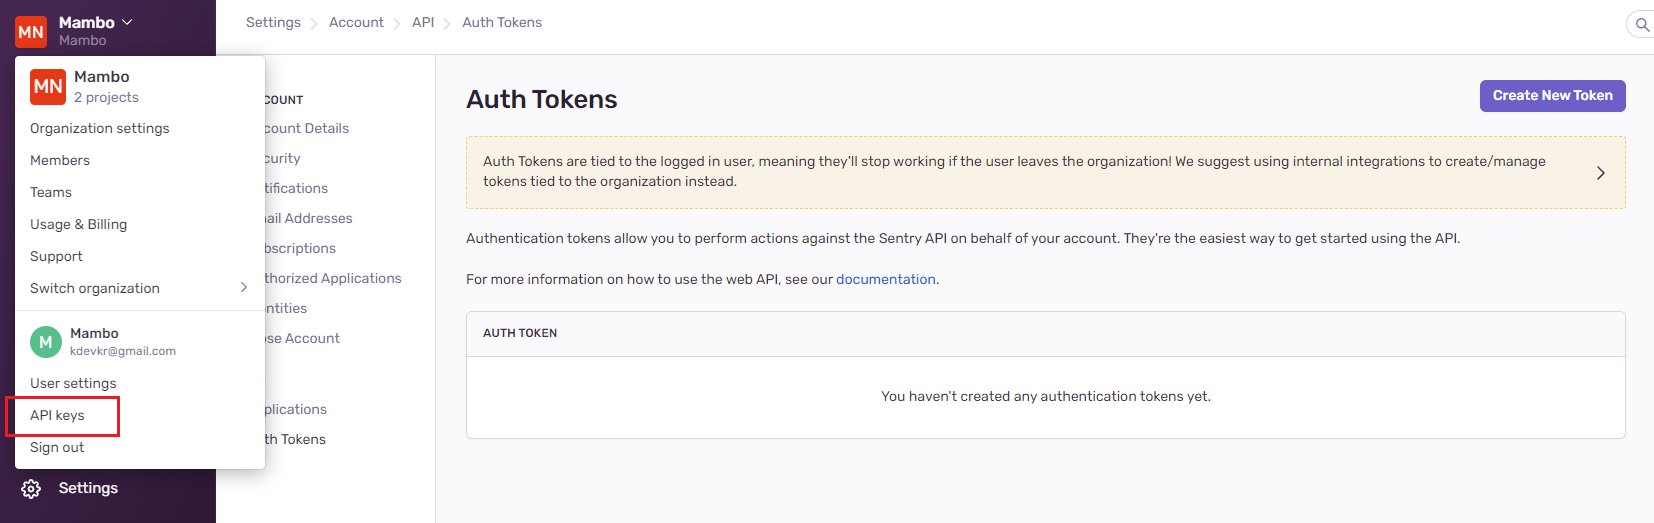 MN
Mambo
Mambo
Settings
Account
API
Auth Tokens
MN
Mambo
2 projects
Organization settings
Members
Teams
Usage & Billing
Support
Switch organization
M
Mambo
kdevkr@gmail.com
User settings
API keys
Sign out
Settings
COUNT
count Details
curity
tifications
ail Addresses
bscriptions
thorized Applications
entities
ose Account
plications
th Tokens
Auth Tokens
Create New Token
Auth Tokens are tied to the logged in user, meaning they'll stop working if the user leaves the organization! We suggest using internal integrations to create/manage
tokens tied to the organization instead.
Authentication tokens allow you to perform actions against the Sentry API on behalf of your account. They're the easiest way to get started using the API.
For more information on how to use the web API, see our documentation.
AUTH TOKEN
You haven't created any authentication tokens yet.